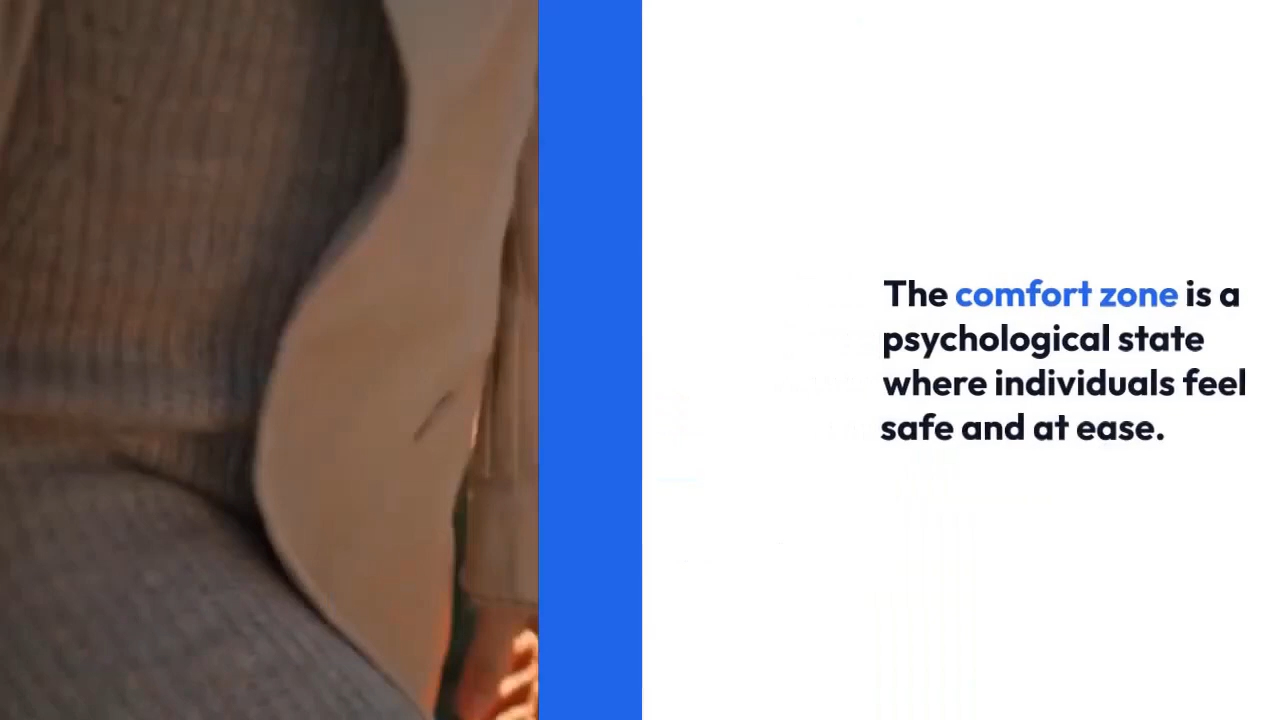 The comfort zone is a
psychological state
where individuals feel
safe and at ease.